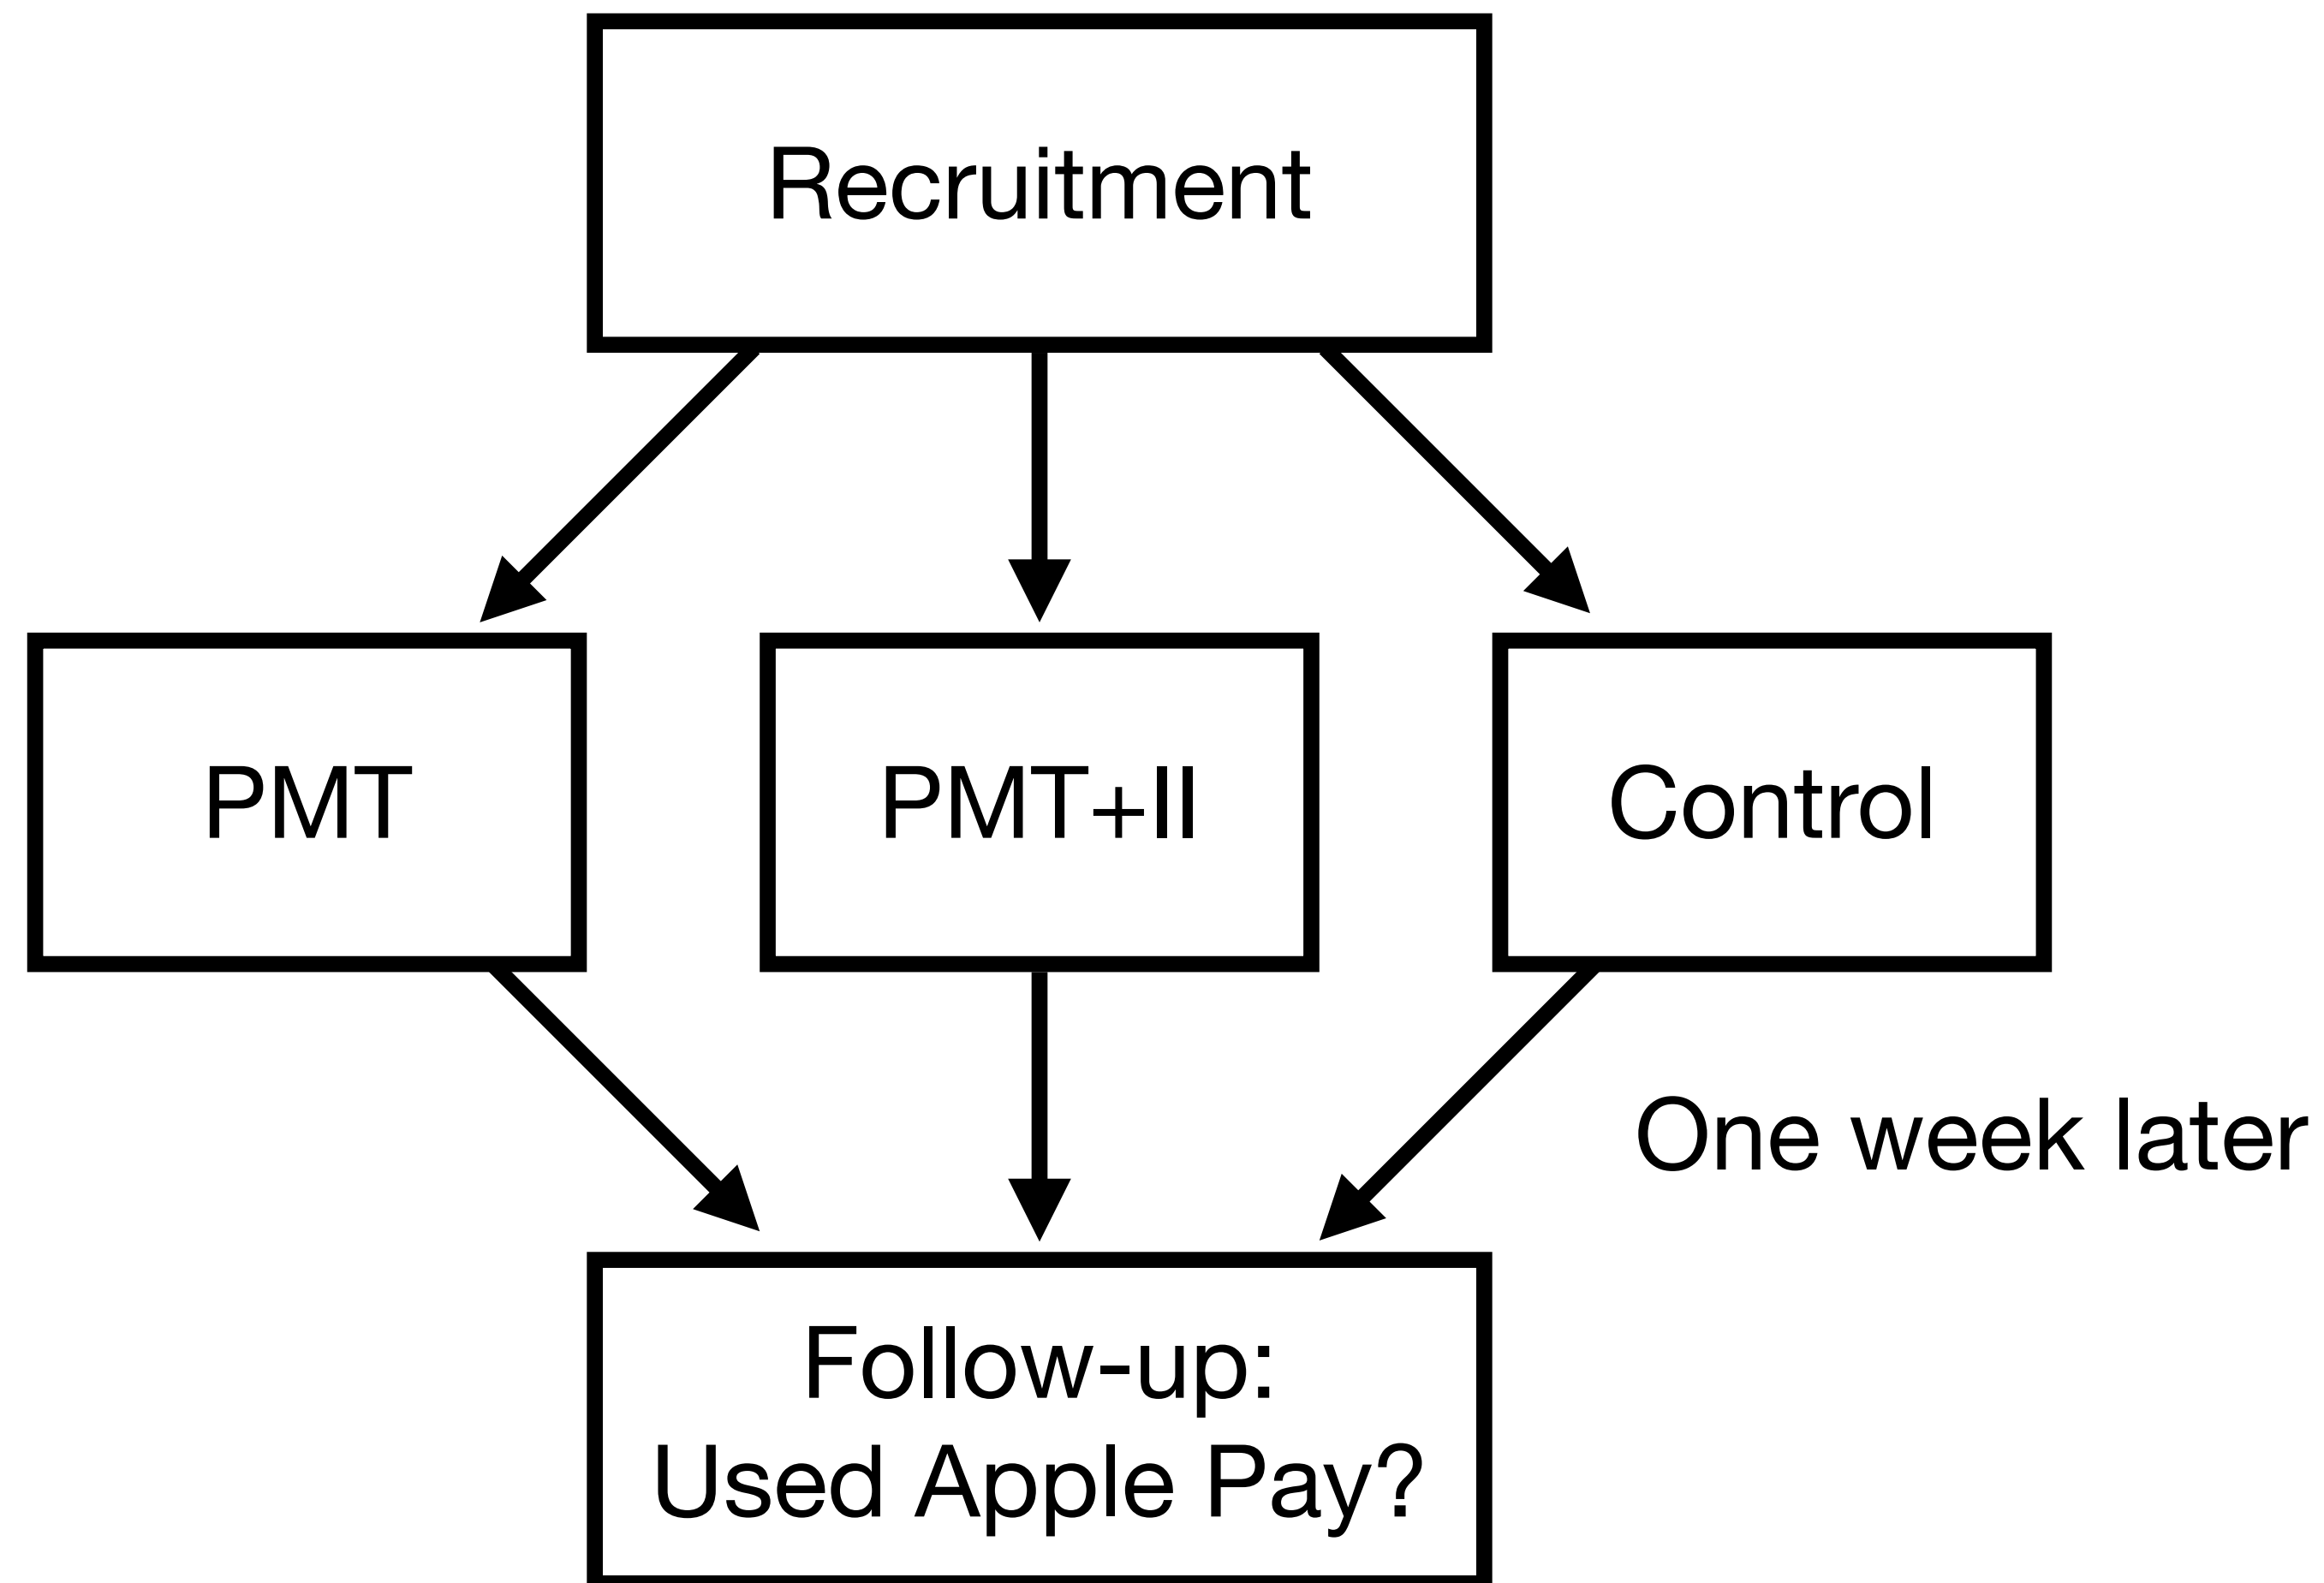 Recruitment
PMT
PMT+II
Control
One week later
Follow-up:
Used Apple Pay?